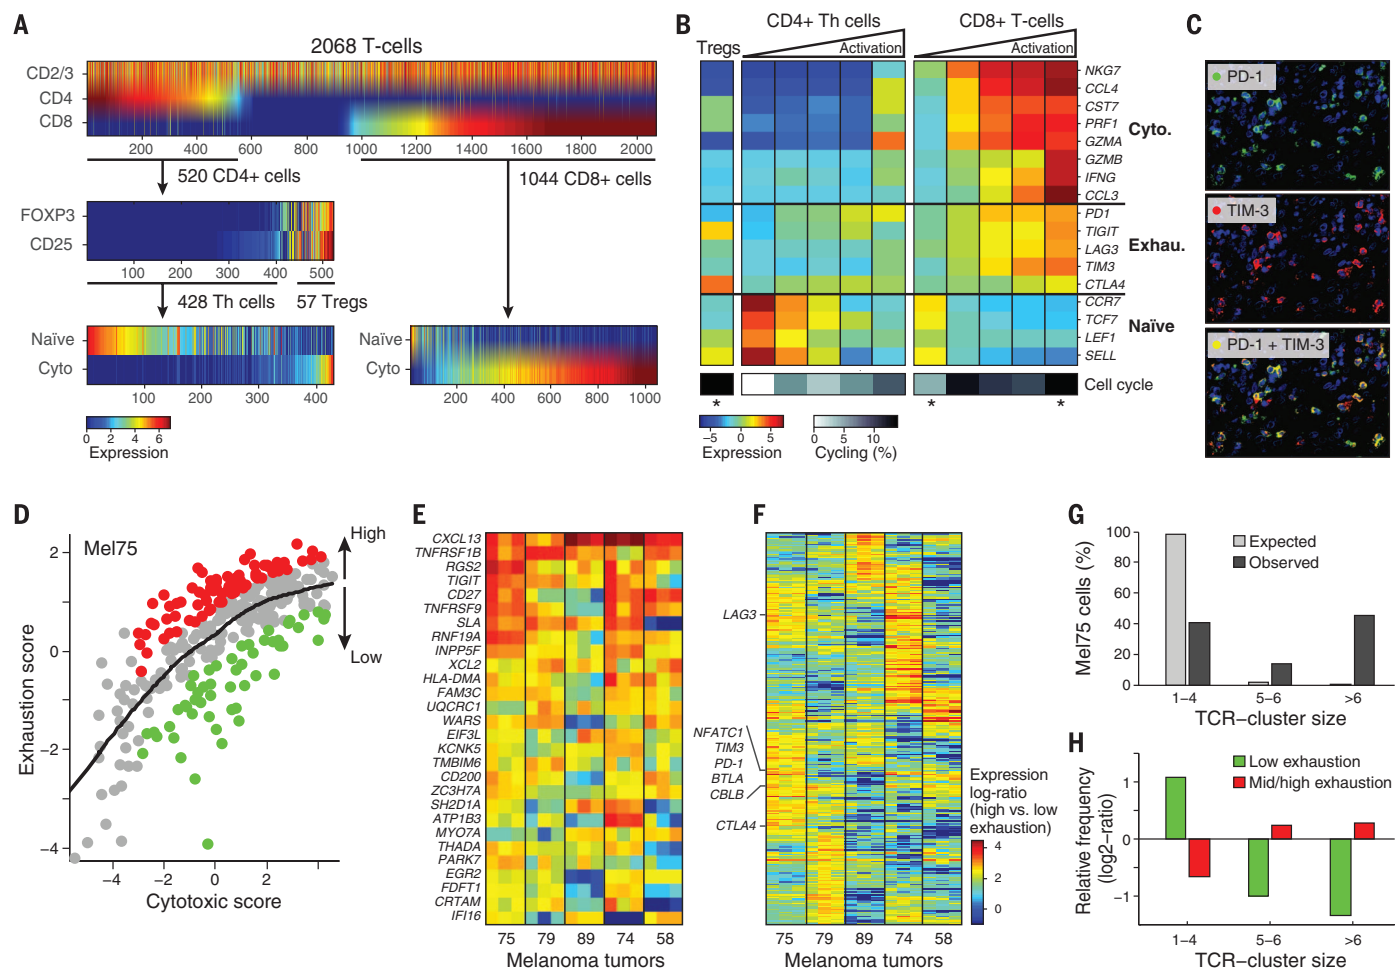 A
2068 T-cells
CD2/3
CD4
CD8
200 400 600 800 1000 1200 1400 1600 1800 2000
520 CD4+ cells
1044 CD8+ cells
FOXP3
CD25
100 200 300 400 500
428 Th cells
57 Tregs
Naïve
Cyto
100 200 300 400
Naïve
Cyto
200 400 600 800 1000
0 2 4 6
Expression
B
CD4+ Th cells
CD8+ T-cells
Tregs
Activation
Activation
NKG7
CCL4
CST7
PRF1
GZMA
GZMB
IFNG
CCL3
Cyto.
PD1
TIGIT
LAG3
TIM3
CTLA4
Exhau.
CCR7
TCF7
LEF1
SELL
Naïve
Cell cycle
* * *
−5 0 5
Expression
0 5 10
Cycling (%)
C
PD-1
TIM-3
PD-1 + TIM-3
D
Mel75
High
Low
Exhaustion score
2
0
−2
−4
−4 −2 0 2
Cytotoxic score
E
CXCL13
TNFRSF1B
RGS2
TIGIT
CD27
TNFRSF9
SLA
RNF19A
INPP5F
XCL2
HLA-DMA
FAM3C
UQCRC1
WARS
EIF3L
KCNK5
TMBIM6
CD200
ZC3H7A
SH2D1A
ATP1B3
MYO7A
THADA
PARK7
EGR2
FDFT1
CRTAM
IFI16
75 79 89 74 58
Melanoma tumors
F
LAG3
NFATC1
TIM3
PD-1
BTLA
CBLB
CTLA4
75 79 89 74 58
Melanoma tumors
Expression
log-ratio
(high vs. low
exhaustion)
4
2
0
G
Mel75 cells (%)
100
80
60
40
20
0
Expected
Observed
1−4 5−6 >6
TCR−cluster size
H
Relative frequency
(log2−ratio)
1
0
−1
Low exhaustion
Mid/high exhaustion
1−4 5−6 >6
TCR−cluster size